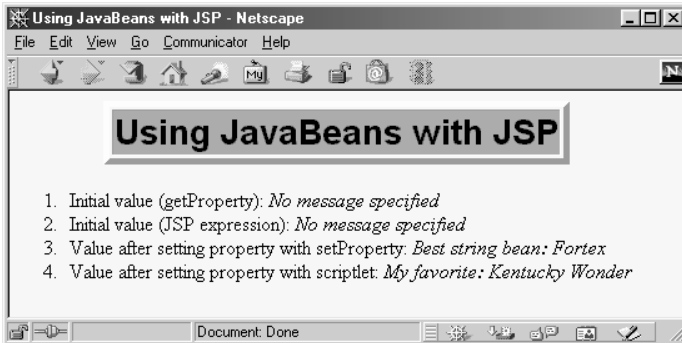 Using JavaBeans with JSP - Netscape
File Edit View Go Communicator Help
My
N
Using JavaBeans with JSP
1. Initial value (getProperty): No message specified
2. Initial value (JSP expression): No message specified
3. Value after setting property with setProperty: Best string bean: Fortex
4. Value after setting property with scriptlet: My favorite: Kentucky Wonder
Document: Done